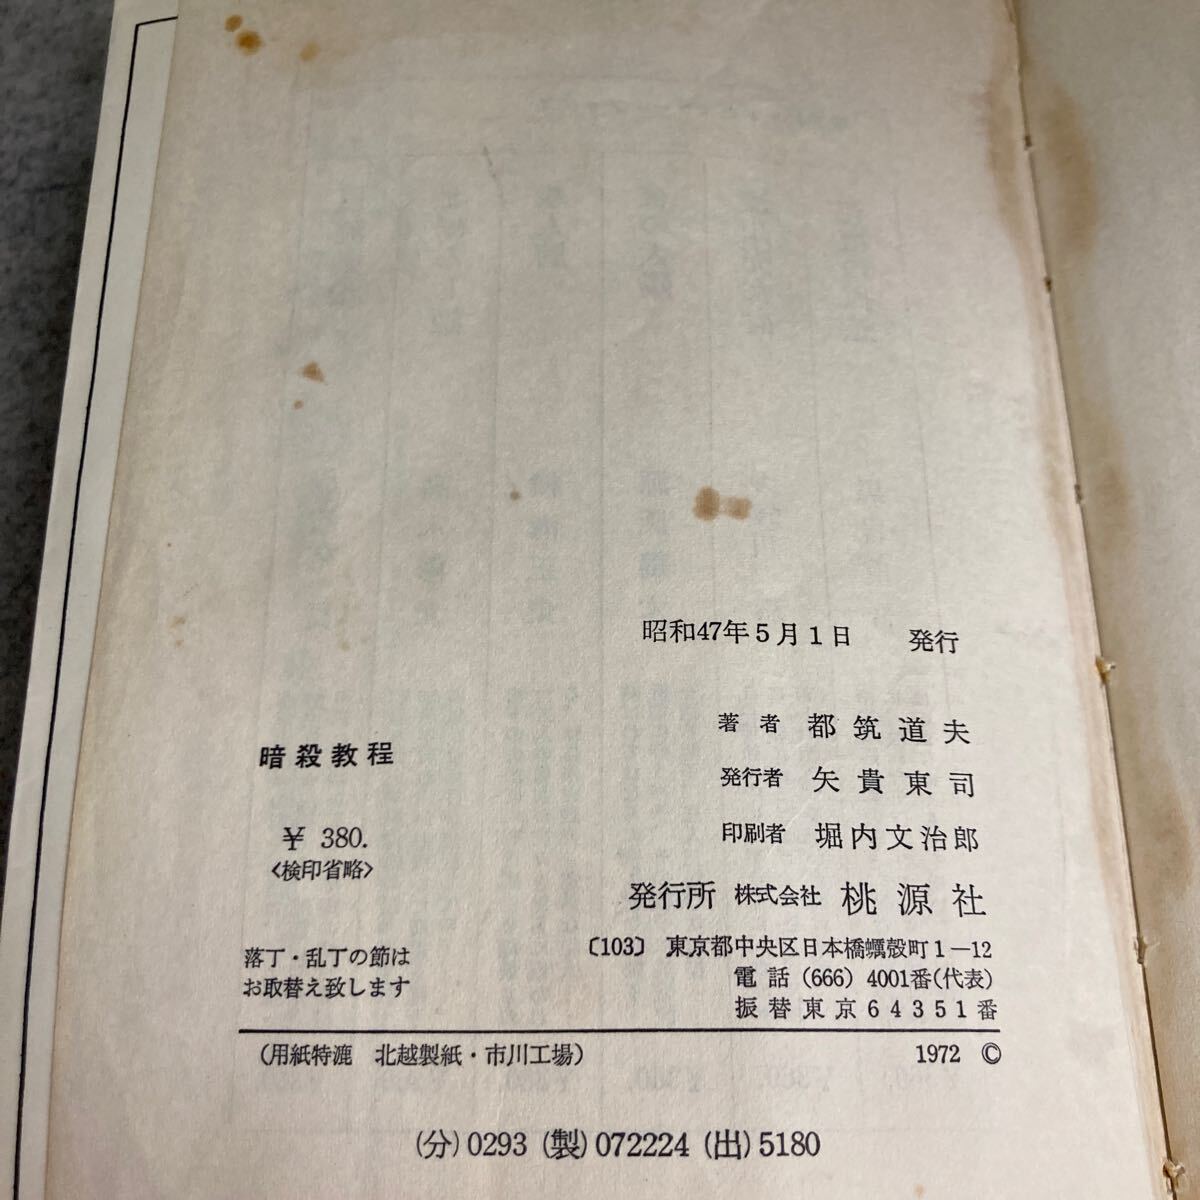 昭和47年5月1日 発行
著者 都筑道夫
発行者 矢貴東司
印刷者 堀内文治郎
発行所 株式会社 桃源社
〔103〕 東京都中央区日本橋蠣殻町1―12
電話 (666) 4001番(代表)
振替東京64351番
暗殺教程
¥ 380.
〈検印省略〉
落丁・乱丁の節は
お取替え致します
(用紙特漉 北越製紙・市川工場)
1972 ©
(分)0293 (製)072224 (出)5180